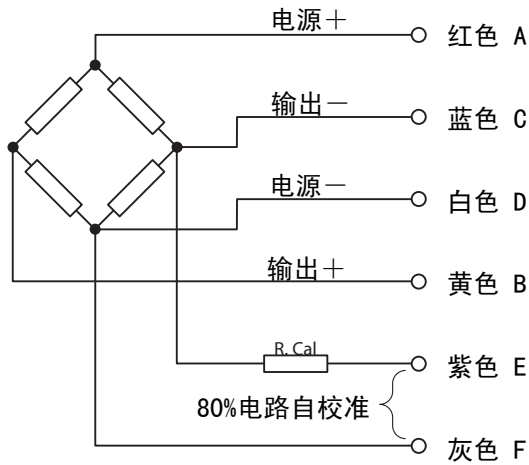 电源＋ 红色 A
输出－ 蓝色 C
电源－ 白色 D
输出＋ 黄色 B
R. Cal 紫色 E
80%电路自校准
灰色 F